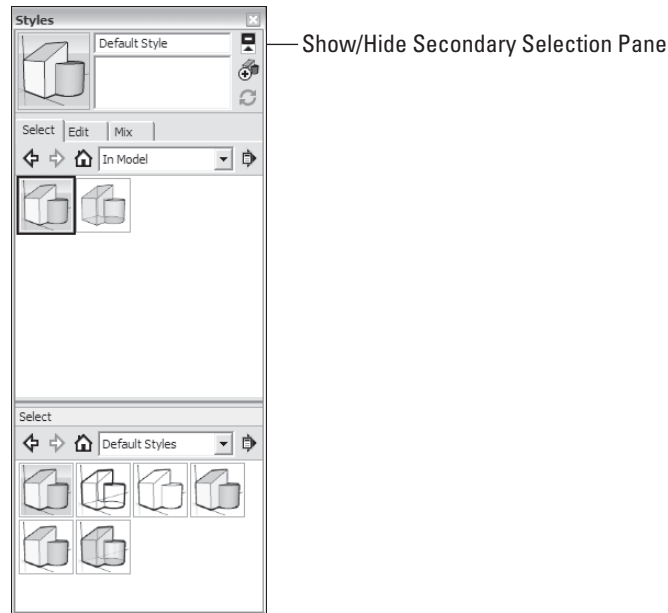 Styles
Default Style
Show/Hide Secondary Selection Pane
Select Edit Mix
In Model
Select
Default Styles